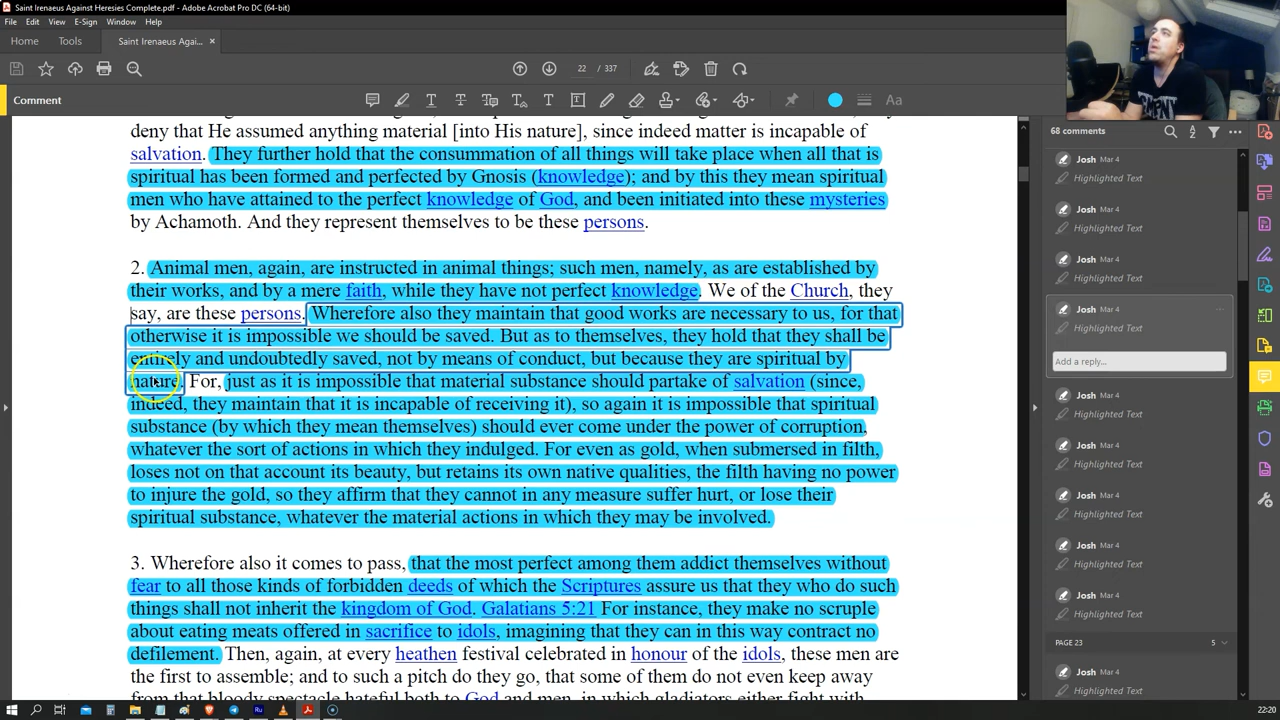 Saint Irenaeus Against Heresies Complete.pdf - Adobe Acrobat Pro DC (64-bit)
File Edit View E-Sign Window Help
Home Tools Saint Irenaeus Agai... ×
22 / 337
Comment
Aa
deny that He assumed anything material [into His nature], since indeed matter is incapable of
salvation. They further hold that the consummation of all things will take place when all that is
spiritual has been formed and perfected by Gnosis (knowledge); and by this they mean spiritual
men who have attained to the perfect knowledge of God, and been initiated into these mysteries
by Achamoth. And they represent themselves to be these persons.
2. Animal men, again, are instructed in animal things; such men, namely, as are established by
their works, and by a mere faith, while they have not perfect knowledge. We of the Church, they
say, are these persons. Wherefore also they maintain that good works are necessary to us, for that
otherwise it is impossible we should be saved. But as to themselves, they hold that they shall be
entirely and undoubtedly saved, not by means of conduct, but because they are spiritual by
nature. For, just as it is impossible that material substance should partake of salvation (since,
indeed, they maintain that it is incapable of receiving it), so again it is impossible that spiritual
substance (by which they mean themselves) should ever come under the power of corruption,
whatever the sort of actions in which they indulged. For even as gold, when submersed in filth,
loses not on that account its beauty, but retains its own native qualities, the filth having no power
to injure the gold, so they affirm that they cannot in any measure suffer hurt, or lose their
spiritual substance, whatever the material actions in which they may be involved.
3. Wherefore also it comes to pass, that the most perfect among them addict themselves without
fear to all those kinds of forbidden deeds of which the Scriptures assure us that they who do such
things shall not inherit the kingdom of God. Galatians 5:21 For instance, they make no scruple
about eating meats offered in sacrifice to idols, imagining that they can in this way contract no
defilement. Then, again, at every heathen festival celebrated in honour of the idols, these men are
the first to assemble; and to such a pitch do they go, that some of them do not even keep away
from that bloody spectacle hateful both to God and men, in which gladiators either fight with
68 comments
Josh Mar 4
Highlighted Text
Josh Mar 4
Highlighted Text
Josh Mar 4
Highlighted Text
Josh Mar 4
Highlighted Text
Add a reply...
Josh Mar 4
Highlighted Text
Josh Mar 4
Highlighted Text
Josh Mar 4
Highlighted Text
Josh Mar 4
Highlighted Text
Josh Mar 4
Highlighted Text
PAGE 23 5
Josh Mar 4
Highlighted Text
22:20